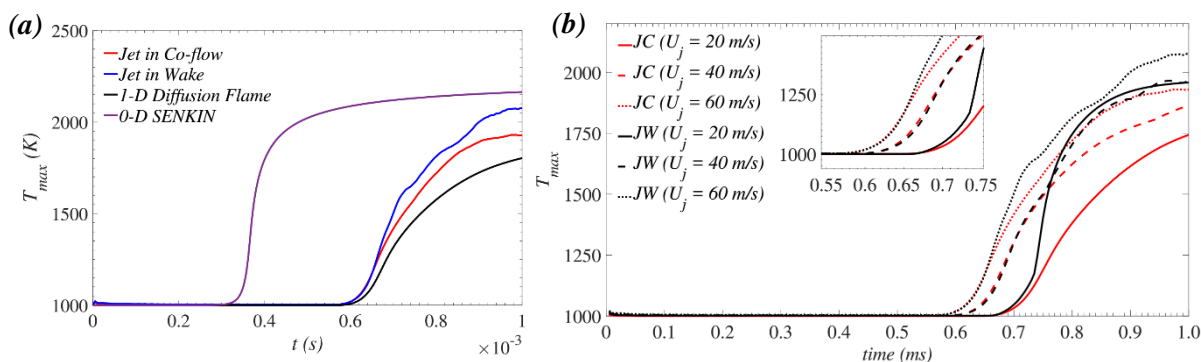 (a)
2500
2000
1500
1000
T_max (K)
Jet in Co-flow
Jet in Wake
1-D Diffusion Flame
0-D SENKIN
0 0.2 0.4 0.6 0.8 1
t (s)
×10^-3
(b)
2000
1750
1500
1250
1000
T_max
JC (U_j = 20 m/s)
JC (U_j = 40 m/s)
JC (U_j = 60 m/s)
JW (U_j = 20 m/s)
JW (U_j = 40 m/s)
JW (U_j = 60 m/s)
1250
1000
0.55 0.6 0.65 0.7 0.75
0 0.1 0.2 0.3 0.4 0.5 0.6 0.7 0.8 0.9 1.0
time (ms)